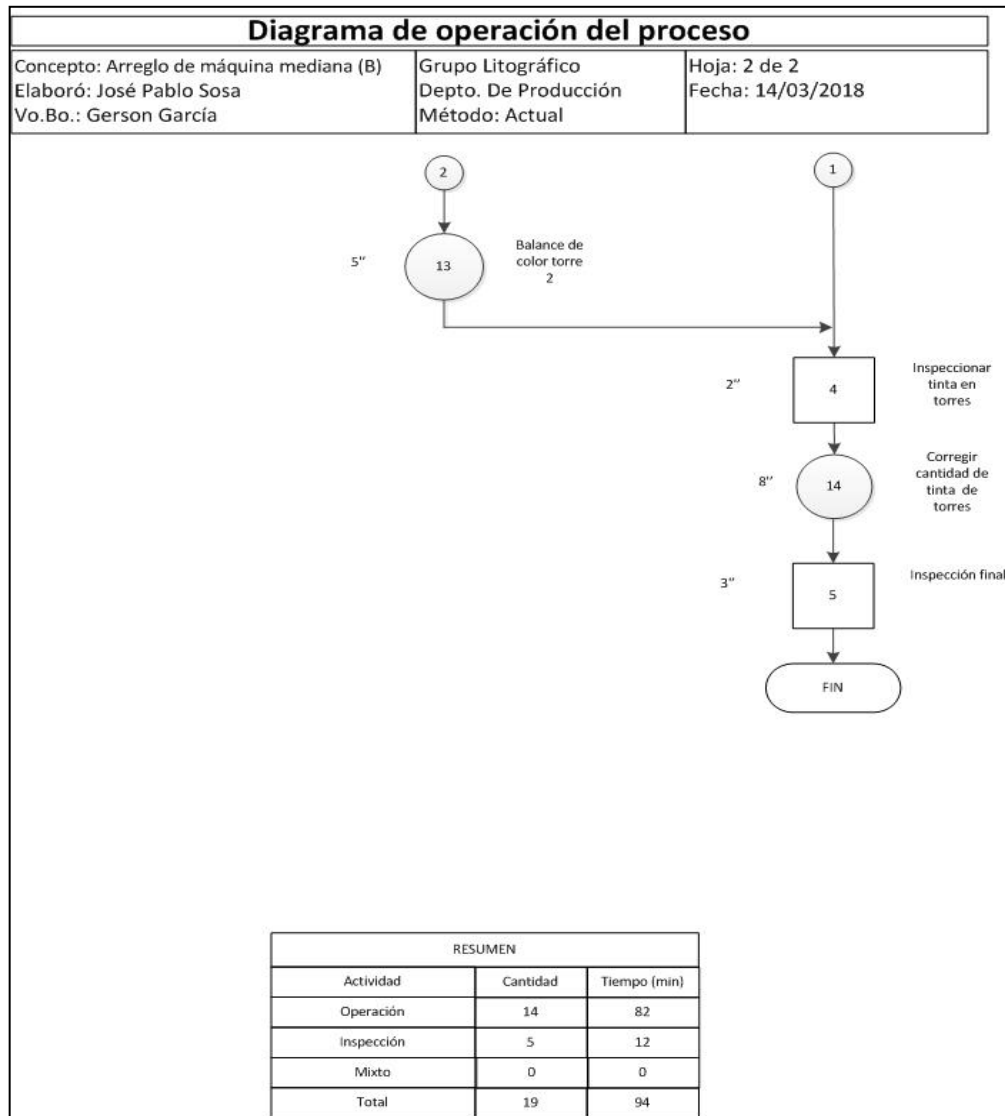 Diagrama de operación del proceso
Concepto: Arreglo de máquina mediana (B)
Elaboró: José Pablo Sosa
Vo.Bo.: Gerson García
Grupo Litográfico
Depto. De Producción
Método: Actual
Hoja: 2 de 2
Fecha: 14/03/2018
2
1
5’’
13
Balance de
color torre
2
2’’
4
Inspeccionar
tinta en
torres
8’’
14
Corregir
cantidad de
tinta de
torres
3’’
5
Inspección final
FIN
RESUMEN
Actividad Cantidad Tiempo (min)
Operación 14 82
Inspección 5 12
Mixto 0 0
Total 19 94